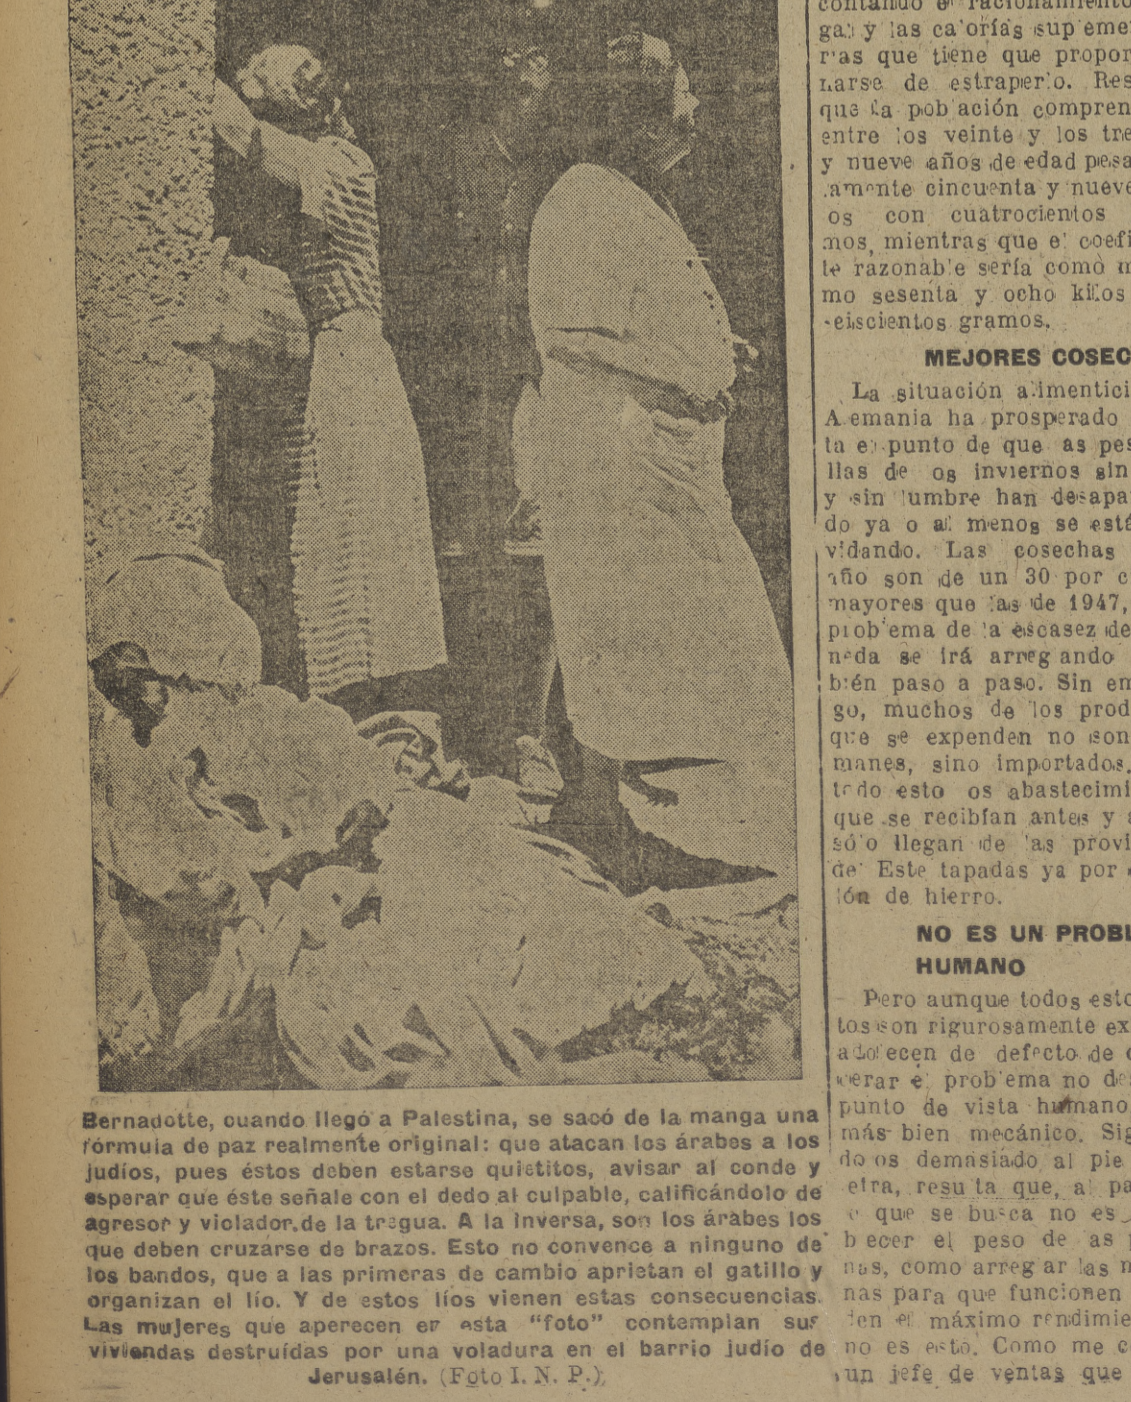 Bernadotte, cuando llegó a Palestina, se sacó de la manga una
fórmula de paz realmente original: que atacan los árabes a los
judíos, pues éstos deben estarse quietitos, avisar al conde y
esperar que éste señale con el dedo al culpable, calificándolo de
agresor y violador de la tregua. A la inversa, son los árabes los
que deben cruzarse de brazos. Esto no convence a ninguno de
los bandos, que a las primeras de cambio aprietan el gatillo y
organizan el lío. Y de estos líos vienen estas consecuencias.
Las mujeres que aperecen en esta "foto" contemplan sus
viviendas destruídas por una voladura en el barrio judío de
Jerusalén. (Foto I. N. P.)
contando el racionamiento
y las calorías suplemen
que tiene que propor
narse de estraperlo. Res
que la población compren
entre los veinte y los tre
y nueve años de edad pesa
amente cincuenta y nueve
os con cuatrocientos
mos, mientras que el coefi
te razonable sería como m
mo sesenta y ocho kilos
seiscientos gramos.
MEJORES COSEC
La situación alimentici
Alemania ha prosperado
ta el punto de que las pes
llas de los inviernos sin
y sin lumbre han desapa
do ya o al menos se está
vidando. Las cosechas
año son de un 30 por c
mayores que las de 1947,
problema de la escasez de
neda se irá arreglando
bién paso a paso. Sin em
go, muchos de los prod
que se expenden no son
manes, sino importados.
todo esto los abastecimi
que se recibían antes y a
sólo llegan de las provi
del Este tapadas ya por
ión de hierro.
NO ES UN PROBL
HUMANO
Pero aunque todos esto
tos son rigurosamente ex
adolecen de defecto de
erar el problema no de
punto de vista humano
más bien mecánico. Sig
do os demasiado al pie
etra, resulta que, al pa
que se busca no es
blecer el peso de las p
nas, como arreglar las m
nas para que funcionen
den el máximo rendimie
no es esto. Como me c
un jefe de ventas que